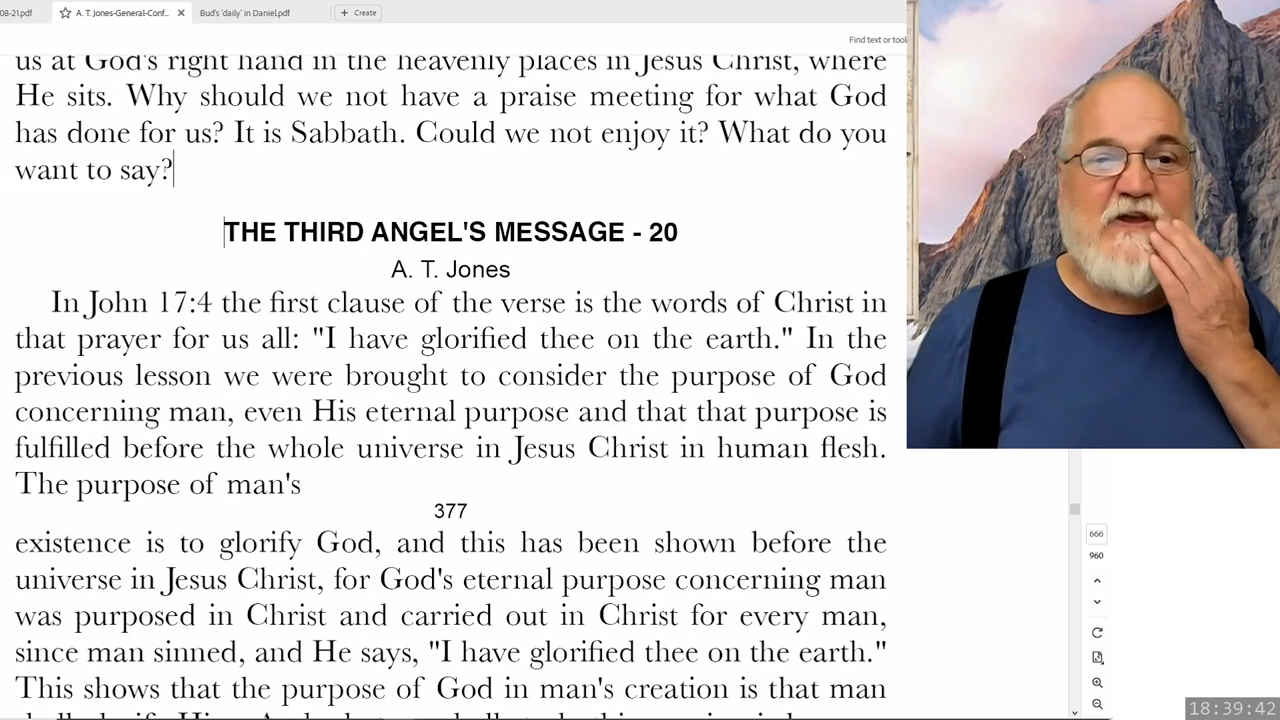 08-21.pdf
A. T. Jones-General-Conf...
Bud's 'daily' in Daniel.pdf
+ Create
Find text or tool
us at God's right hand in the heavenly places in Jesus Christ, where
He sits. Why should we not have a praise meeting for what God
has done for us? It is Sabbath. Could we not enjoy it? What do you
want to say?
THE THIRD ANGEL'S MESSAGE - 20
A. T. Jones
In John 17:4 the first clause of the verse is the words of Christ in
that prayer for us all: "I have glorified thee on the earth." In the
previous lesson we were brought to consider the purpose of God
concerning man, even His eternal purpose and that that purpose is
fulfilled before the whole universe in Jesus Christ in human flesh.
The purpose of man's
377
existence is to glorify God, and this has been shown before the
universe in Jesus Christ, for God's eternal purpose concerning man
was purposed in Christ and carried out in Christ for every man,
since man sinned, and He says, "I have glorified thee on the earth."
This shows that the purpose of God in man's creation is that man
666
960
18:39:42